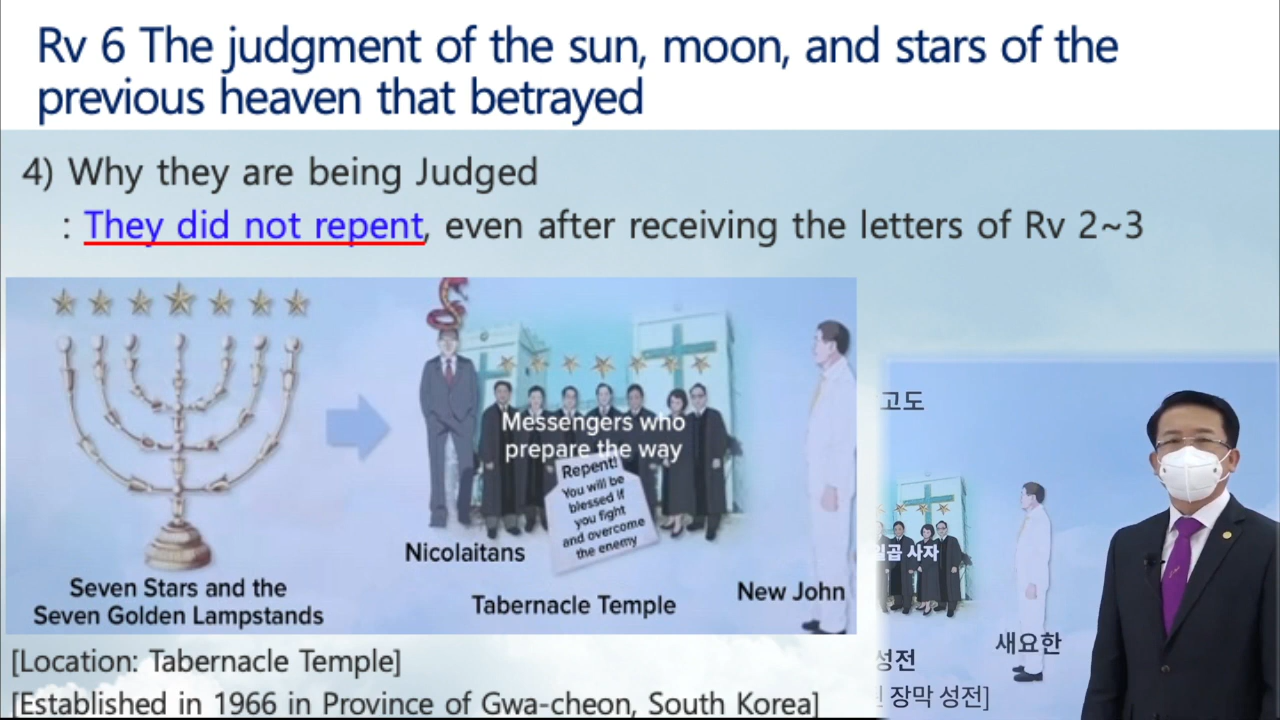 Rv 6 The judgment of the sun, moon, and stars of the
previous heaven that betrayed
4) Why they are being Judged
: They did not repent, even after receiving the letters of Rv 2~3
Messengers who
prepare the way
Repent!
You will be
blessed if
you fight
and overcome
the enemy
Nicolaitans
Seven Stars and the
Seven Golden Lampstands
Tabernacle Temple
New John
[Location: Tabernacle Temple]
[Established in 1966 in Province of Gwa-cheon, South Korea]
고도
일곱 사자
새요한
성전
장막 성전]